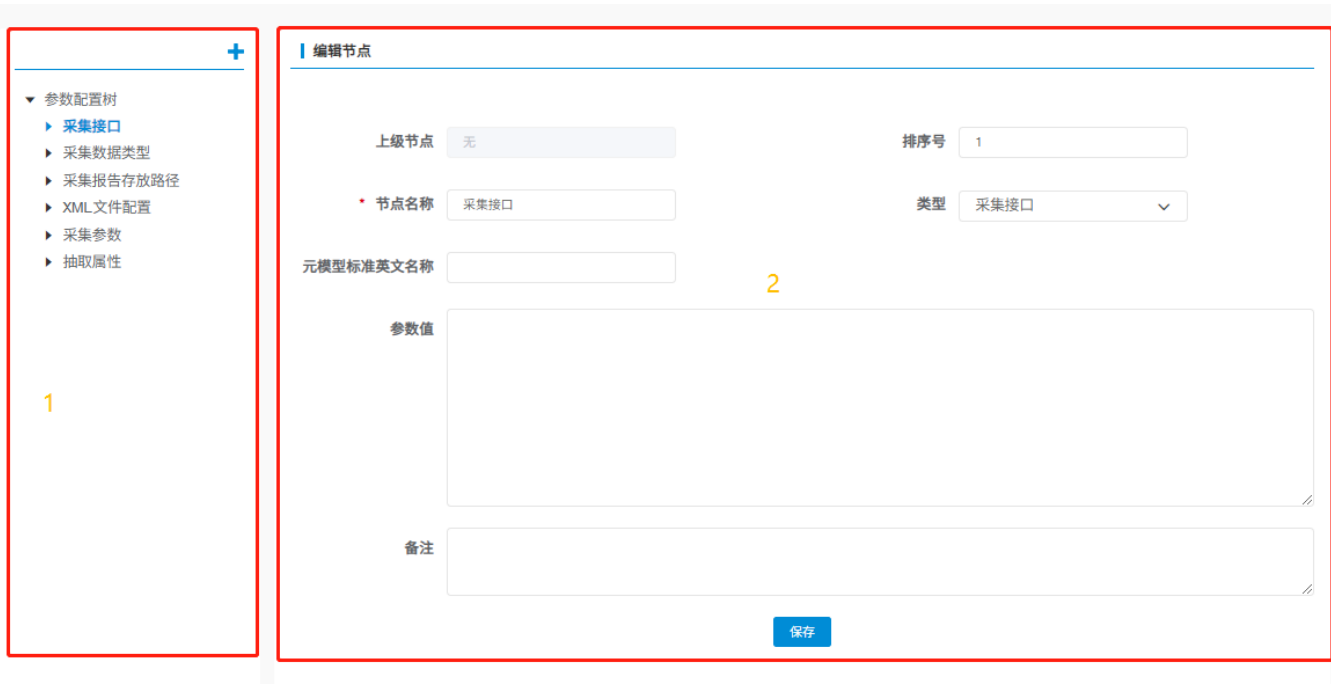 参数配置树
采集接口
采集数据类型
采集报告存放路径
XML文件配置
采集参数
抽取属性
1
编辑节点
上级节点 无 排序号 1
* 节点名称 采集接口 类型 采集接口
元模型标准英文名称
2
参数值
备注
保存